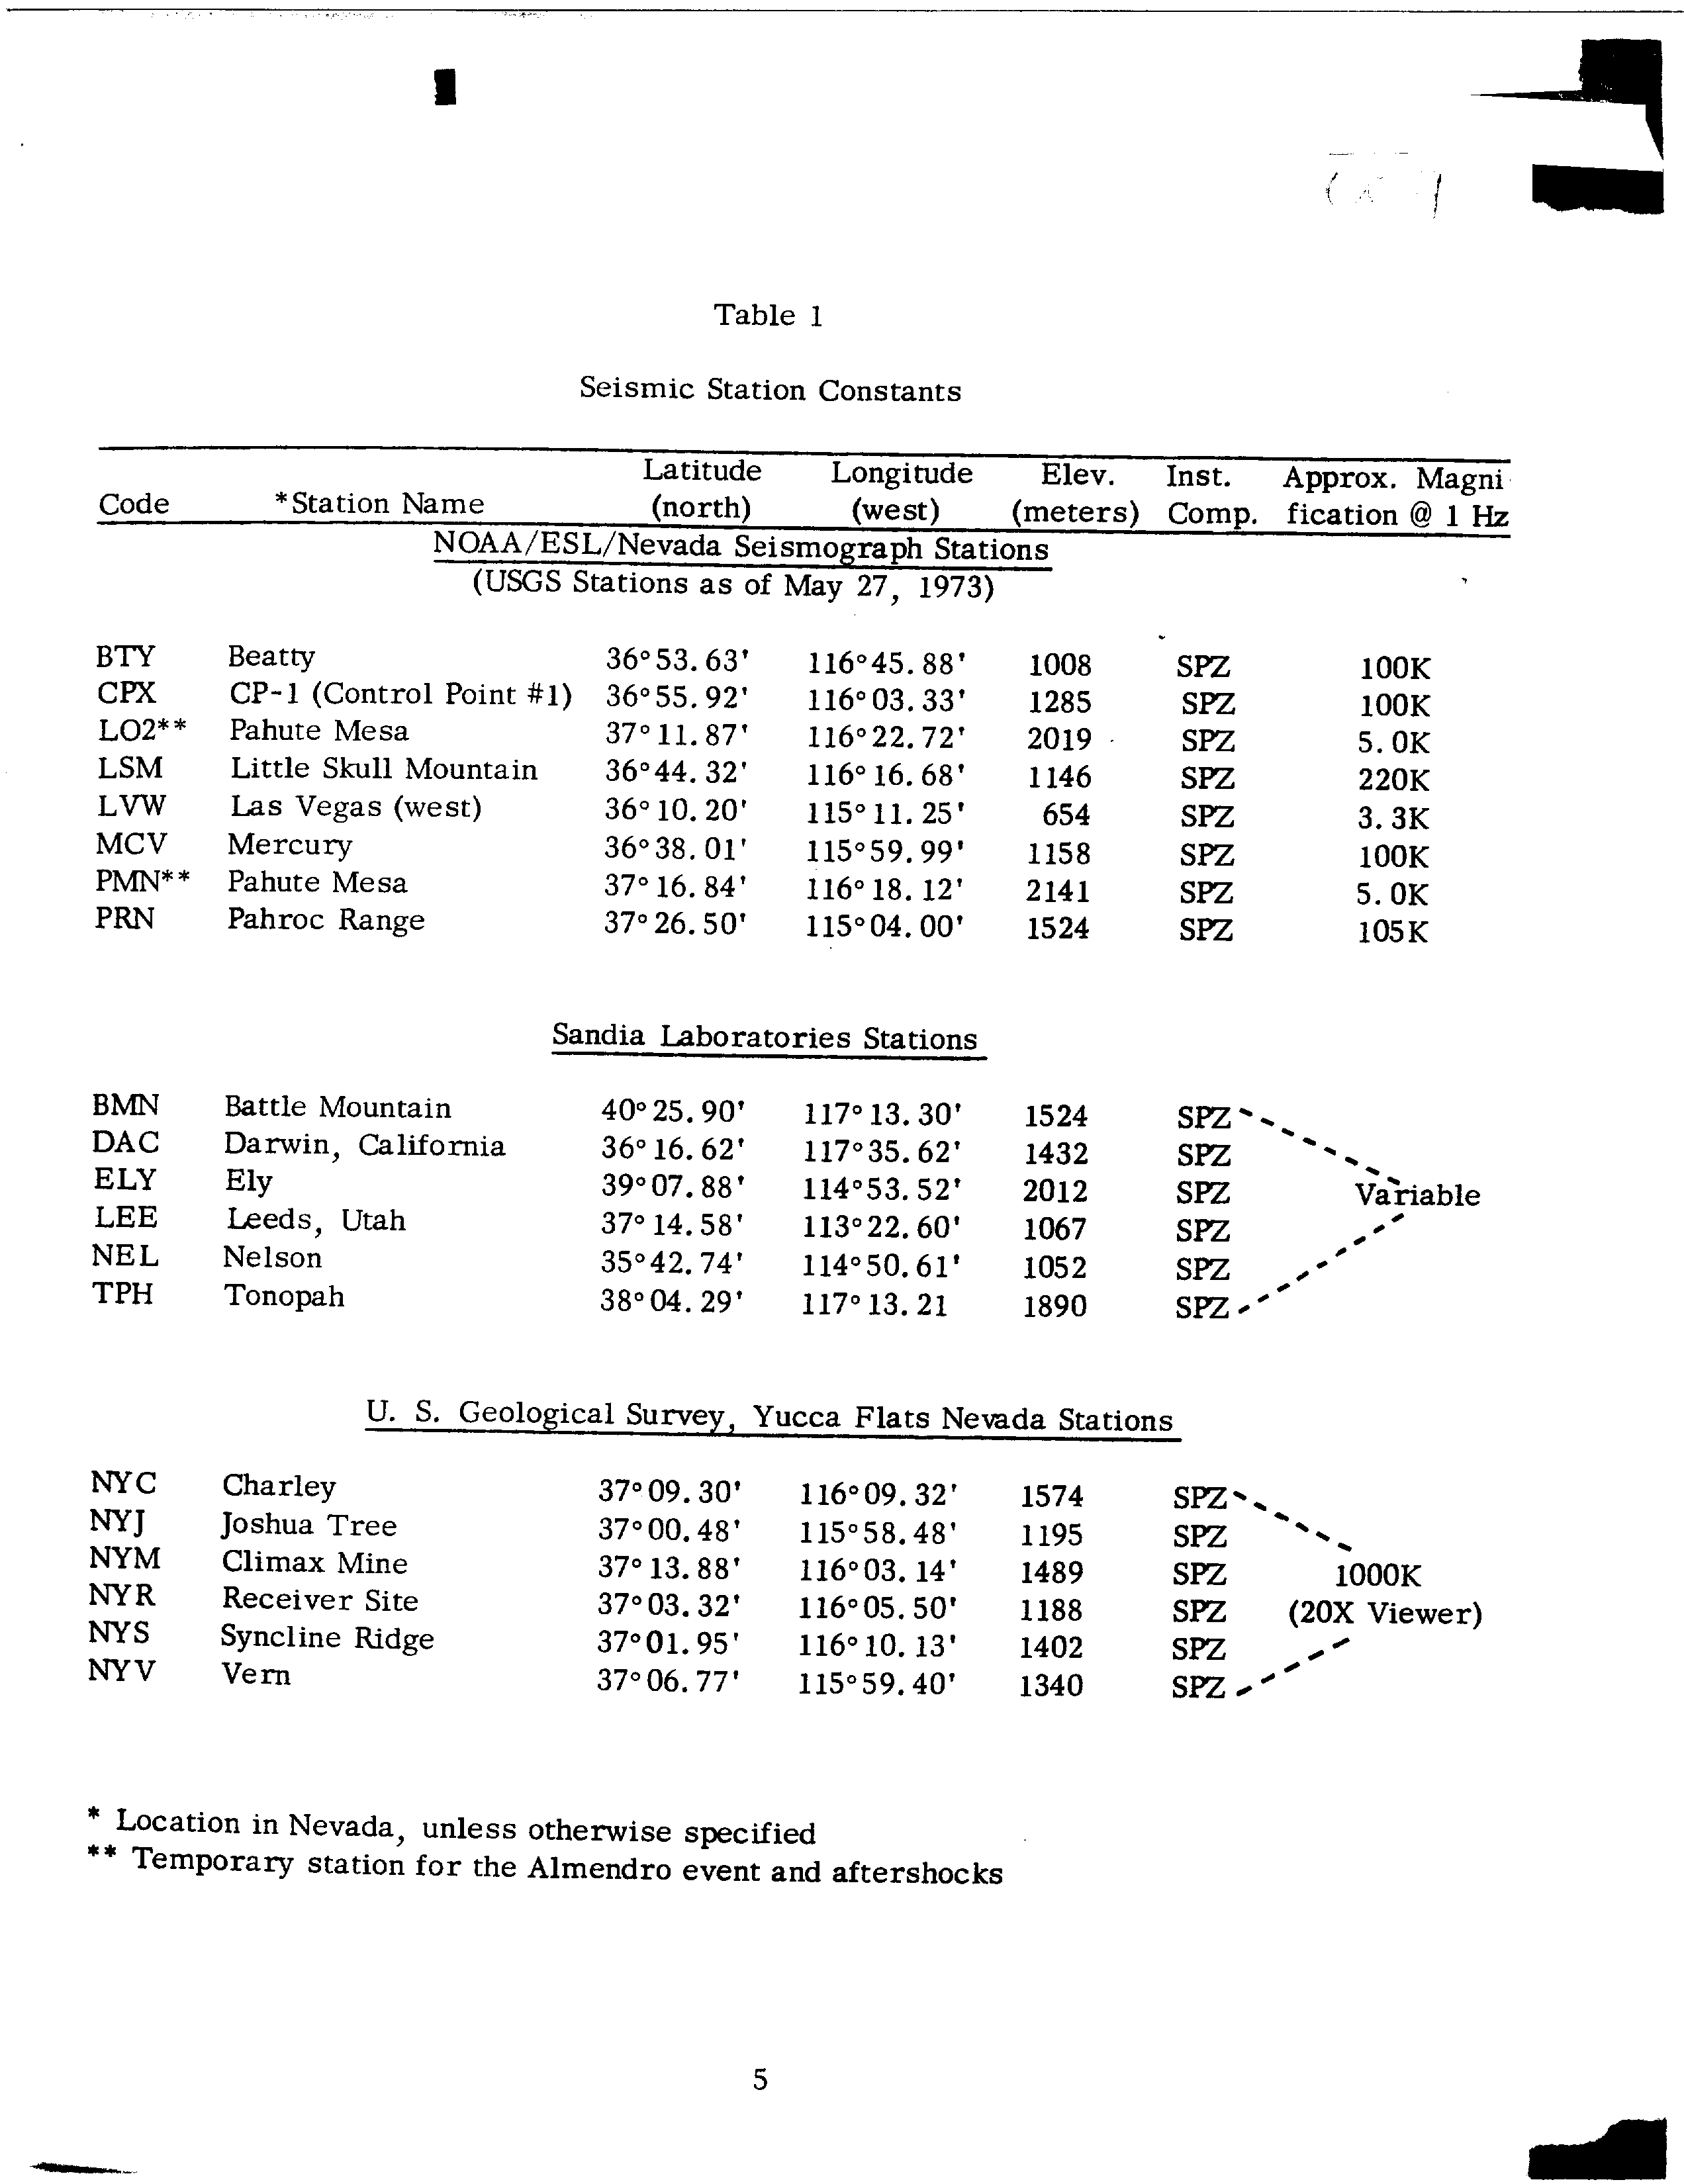 Table 1
Seismic Station Constants
Latitude Longitude Elev. Inst. Approx. Magni
Code *Station Name (north) (west) (meters) Comp. fication @ 1 Hz
NOAA/ESL/Nevada Seismograph Stations
(USGS Stations as of May 27, 1973)
BTY Beatty 36°53.63' 116°45.88' 1008 SPZ 100K
CPX CP-1 (Control Point #1) 36°55.92' 116°03.33' 1285 SPZ 100K
LO2** Pahute Mesa 37°11.87' 116°22.72' 2019 SPZ 5.0K
LSM Little Skull Mountain 36°44.32' 116°16.68' 1146 SPZ 220K
LVW Las Vegas (west) 36°10.20' 115°11.25' 654 SPZ 3.3K
MCV Mercury 36°38.01' 115°59.99' 1158 SPZ 100K
PMN** Pahute Mesa 37°16.84' 116°18.12' 2141 SPZ 5.0K
PRN Pahroc Range 37°26.50' 115°04.00' 1524 SPZ 105K
Sandia Laboratories Stations
BMN Battle Mountain 40°25.90' 117°13.30' 1524 SPZ
DAC Darwin, California 36°16.62' 117°35.62' 1432 SPZ
ELY Ely 39°07.88' 114°53.52' 2012 SPZ Variable
LEE Leeds, Utah 37°14.58' 113°22.60' 1067 SPZ
NEL Nelson 35°42.74' 114°50.61' 1052 SPZ
TPH Tonopah 38°04.29' 117°13.21 1890 SPZ
U. S. Geological Survey, Yucca Flats Nevada Stations
NYC Charley 37°09.30' 116°09.32' 1574 SPZ
NYJ Joshua Tree 37°00.48' 115°58.48' 1195 SPZ
NYM Climax Mine 37°13.88' 116°03.14' 1489 SPZ 1000K
NYR Receiver Site 37°03.32' 116°05.50' 1188 SPZ (20X Viewer)
NYS Syncline Ridge 37°01.95' 116°10.13' 1402 SPZ
NYV Vern 37°06.77' 115°59.40' 1340 SPZ
* Location in Nevada, unless otherwise specified
** Temporary station for the Almendro event and aftershocks
5